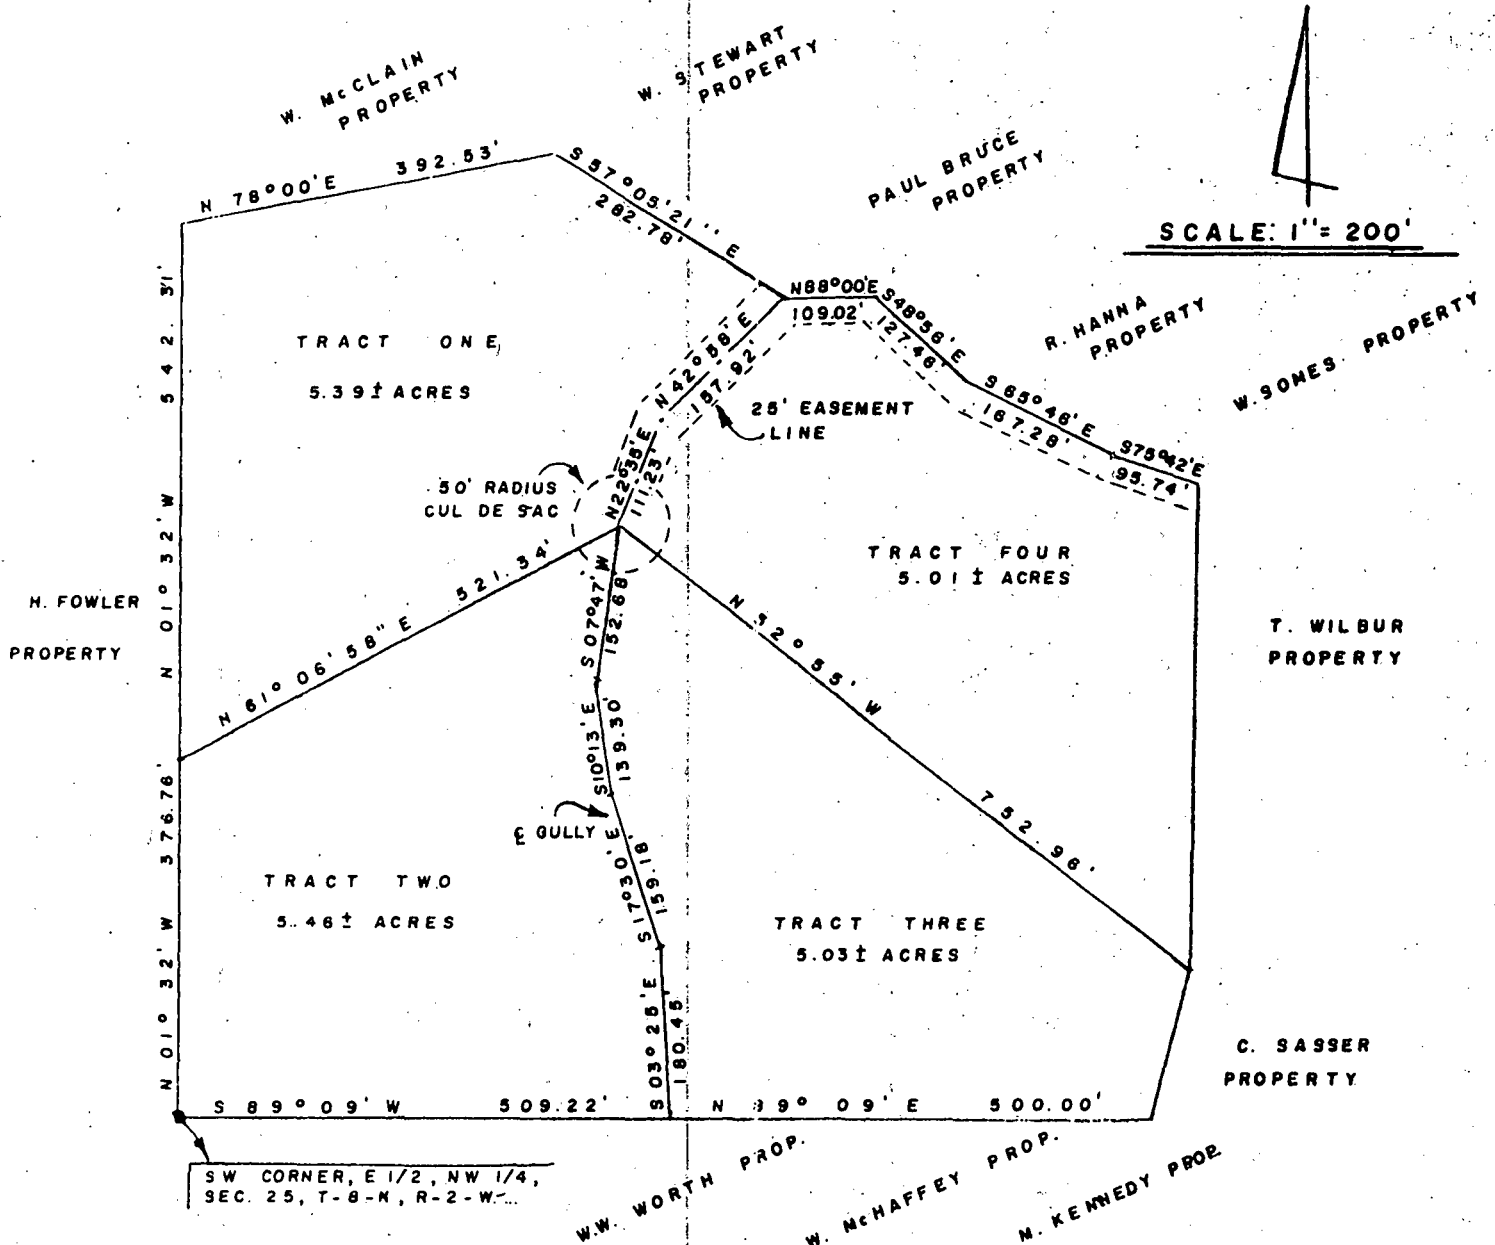 W. McCLAIN
PROPERTY
W. STEWART
PROPERTY
PAUL BRUCE
PROPERTY
SCALE: 1"= 200'
R. HANNA
PROPERTY
W. SOMES PROPERTY
N 78°00'E 392.53'
S 57°05'21" E
282.78'
N88°00'E
109.02'
S48°56'E
127.46'
S 65°46'E
167.28'
S75°42'E
95.74'
N 01°32'W 542.31'
TRACT ONE
5.39± ACRES
N 42°58'E
157.92'
N22°35'E
111.23'
25' EASEMENT
LINE
50' RADIUS
CUL DE SAC
TRACT FOUR
5.01± ACRES
H. FOWLER
PROPERTY
N 61°06'58" E 521.34'
S 07°47' W
152.68'
N 52°55' W 752.96'
T. WILBUR
PROPERTY
S10°13'E
139.30'
℄ GULLY
S 17°30'E
159.18'
N 01°32' W 376.76'
TRACT TWO
5.46± ACRES
TRACT THREE
5.03± ACRES
S 03°25'E
180.45'
C. SASSER
PROPERTY
S 89°09' W 509.22'
N 89°09' E 500.00'
SW CORNER, E 1/2, NW 1/4,
SEC. 25, T-8-N, R-2-W
W.W. WORTH PROP.
W. McHAFFEY PROP.
M. KENNEDY PROP.